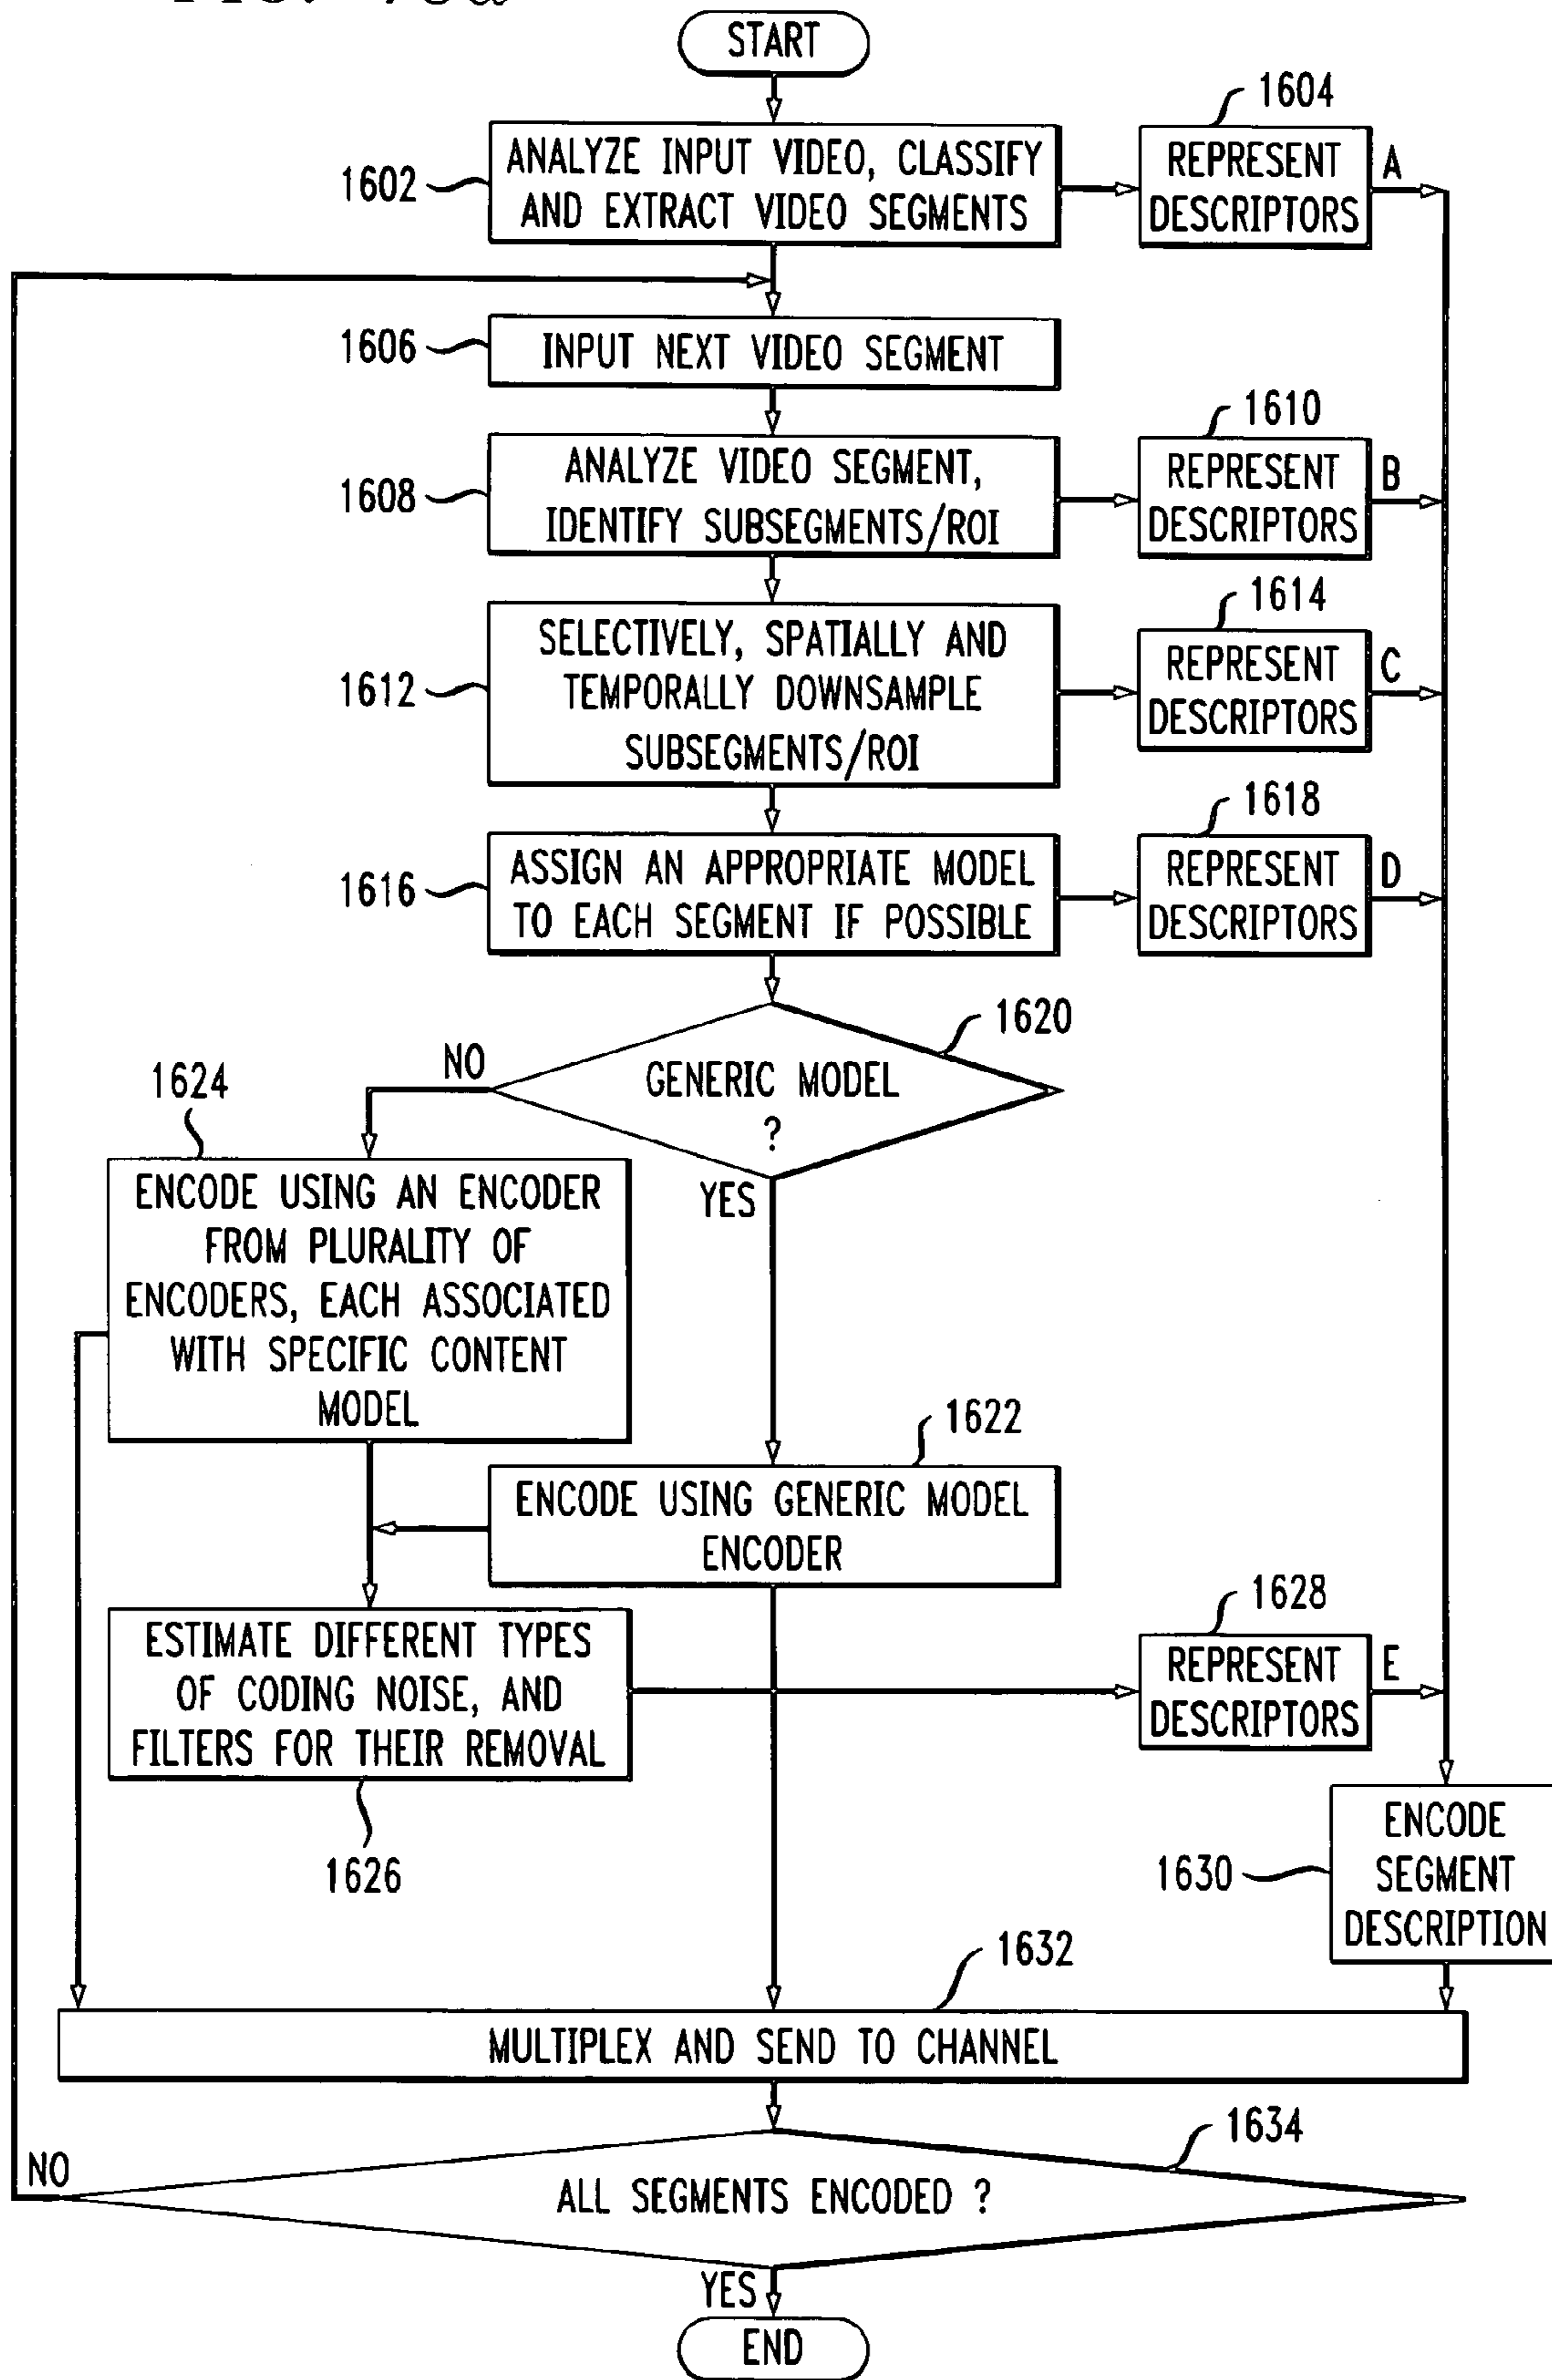 START
1604
1602
ANALYZE INPUT VIDEO, CLASSIFY
AND EXTRACT VIDEO SEGMENTS
REPRESENT
DESCRIPTORS
A
1606
INPUT NEXT VIDEO SEGMENT
1610
1608
ANALYZE VIDEO SEGMENT,
IDENTIFY SUBSEGMENTS/ROI
REPRESENT
DESCRIPTORS
B
1614
1612
SELECTIVELY, SPATIALLY AND
TEMPORALLY DOWNSAMPLE
SUBSEGMENTS/ROI
REPRESENT
DESCRIPTORS
C
1618
1616
ASSIGN AN APPROPRIATE MODEL
TO EACH SEGMENT IF POSSIBLE
REPRESENT
DESCRIPTORS
D
1620
NO
GENERIC MODEL
?
YES
1624
ENCODE USING AN ENCODER
FROM PLURALITY OF
ENCODERS, EACH ASSOCIATED
WITH SPECIFIC CONTENT
MODEL
1622
ENCODE USING GENERIC MODEL
ENCODER
ESTIMATE DIFFERENT TYPES
OF CODING NOISE, AND
FILTERS FOR THEIR REMOVAL
1626
1628
REPRESENT
DESCRIPTORS
E
1630
ENCODE
SEGMENT
DESCRIPTION
1632
MULTIPLEX AND SEND TO CHANNEL
1634
NO
ALL SEGMENTS ENCODED ?
YES
END